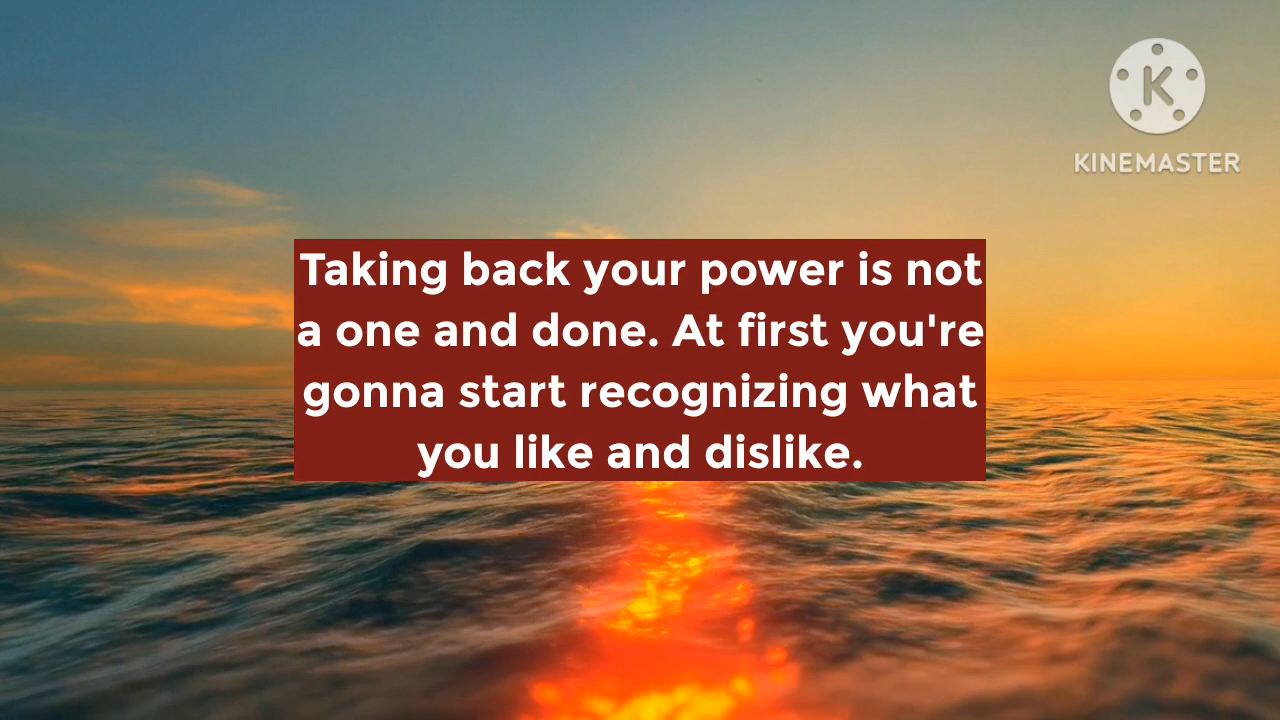 K
KINEMASTER
Taking back your power is not
a one and done. At first you're
gonna start recognizing what
you like and dislike.